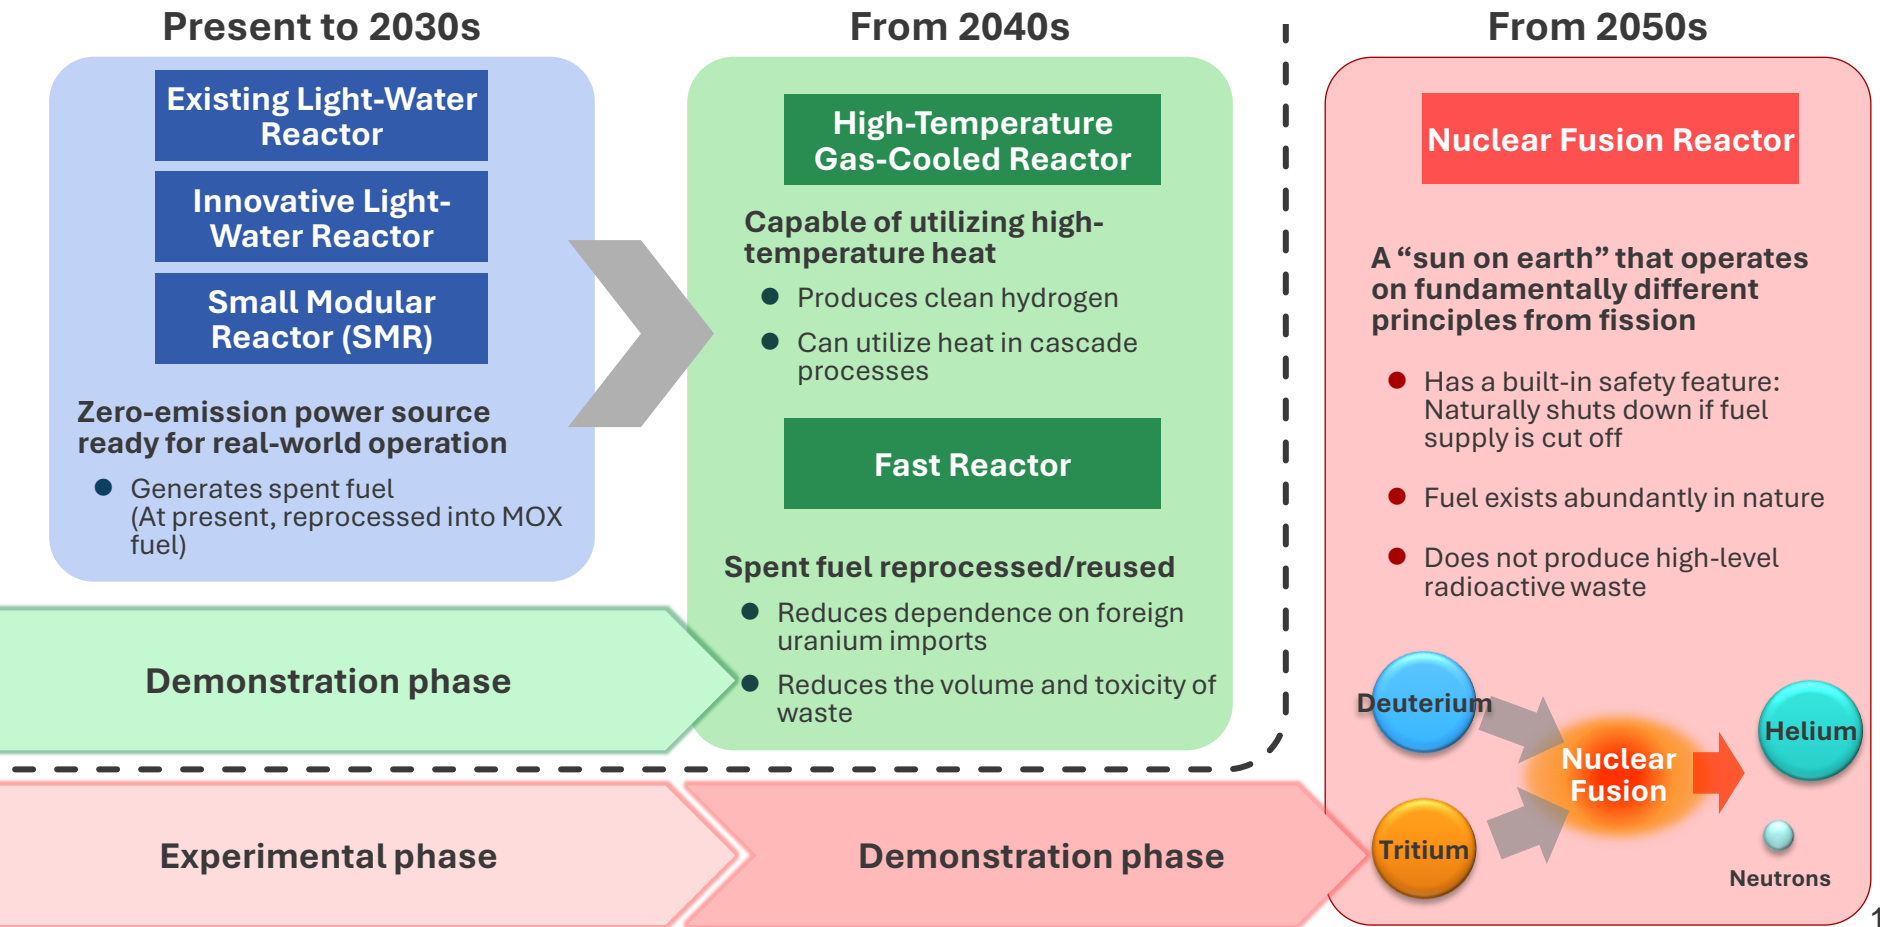 Present to 2030s
Existing Light-Water
Reactor
Innovative Light-
Water Reactor
Small Modular
Reactor (SMR)
Zero-emission power source
ready for real-world operation
Generates spent fuel
(At present, reprocessed into MOX
fuel)
From 2040s
High-Temperature
Gas-Cooled Reactor
Capable of utilizing high-
temperature heat
Produces clean hydrogen
Can utilize heat in cascade
processes
Fast Reactor
Spent fuel reprocessed/reused
Reduces dependence on foreign
uranium imports
Reduces the volume and toxicity of
waste
From 2050s
Nuclear Fusion Reactor
A “sun on earth” that operates
on fundamentally different
principles from fission
Has a built-in safety feature:
Naturally shuts down if fuel
supply is cut off
Fuel exists abundantly in nature
Does not produce high-level
radioactive waste
Deuterium
Tritium
Nuclear
Fusion
Helium
Neutrons
Demonstration phase
Experimental phase
Demonstration phase
1